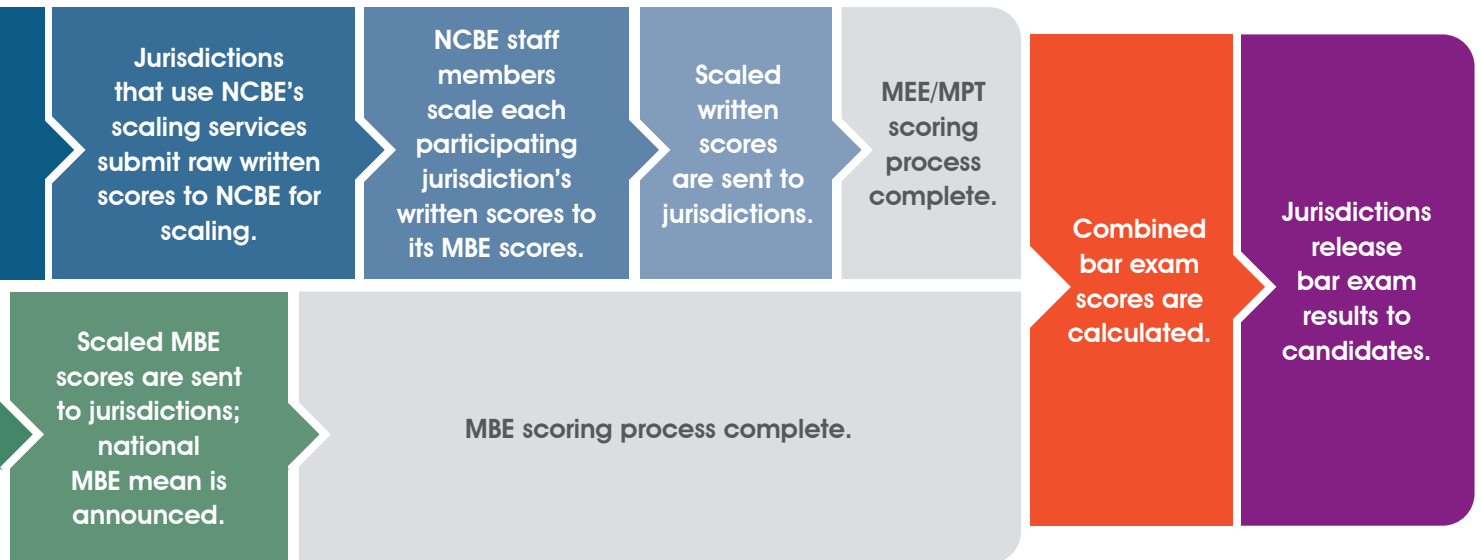 Jurisdictions
that use NCBE's
scaling services
submit raw written
scores to NCBE for
scaling.
NCBE staff
members
scale each
participating
jurisdiction's
written scores to
its MBE scores.
Scaled
written
scores
are sent to
jurisdictions.
MEE/MPT
scoring
process
complete.
Scaled MBE
scores are sent
to jurisdictions;
national
MBE mean is
announced.
MBE scoring process complete.
Combined
bar exam
scores are
calculated.
Jurisdictions
release
bar exam
results to
candidates.